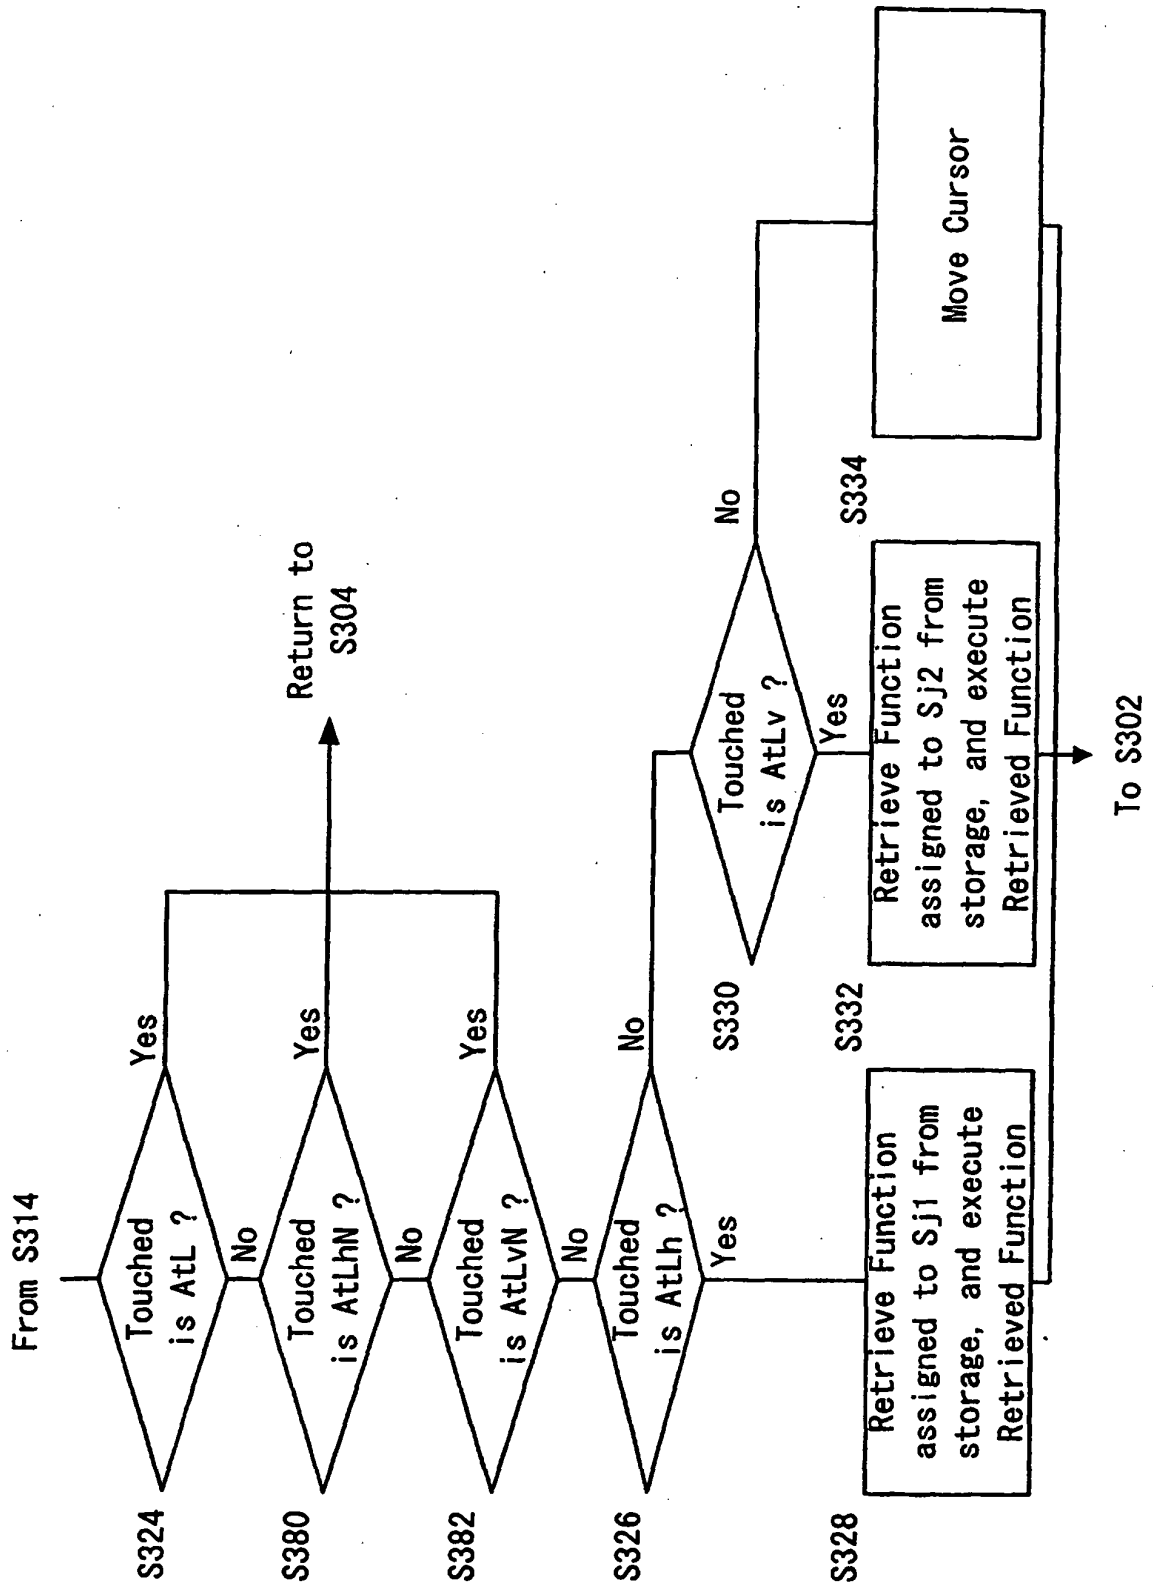 From S314
S324
Touched
is AtL ?
Yes
No
S380
Touched
is AtLhN ?
Yes
Return to
S304
No
S382
Touched
is AtLvN ?
Yes
No
S326
Touched
is AtLh ?
No
Yes
S330
Touched
is AtLv ?
No
Yes
S328
Retrieve Function
assigned to Sj1 from
storage, and execute
Retrieved Function
S332
Retrieve Function
assigned to Sj2 from
storage, and execute
Retrieved Function
S334
Move Cursor
To S302